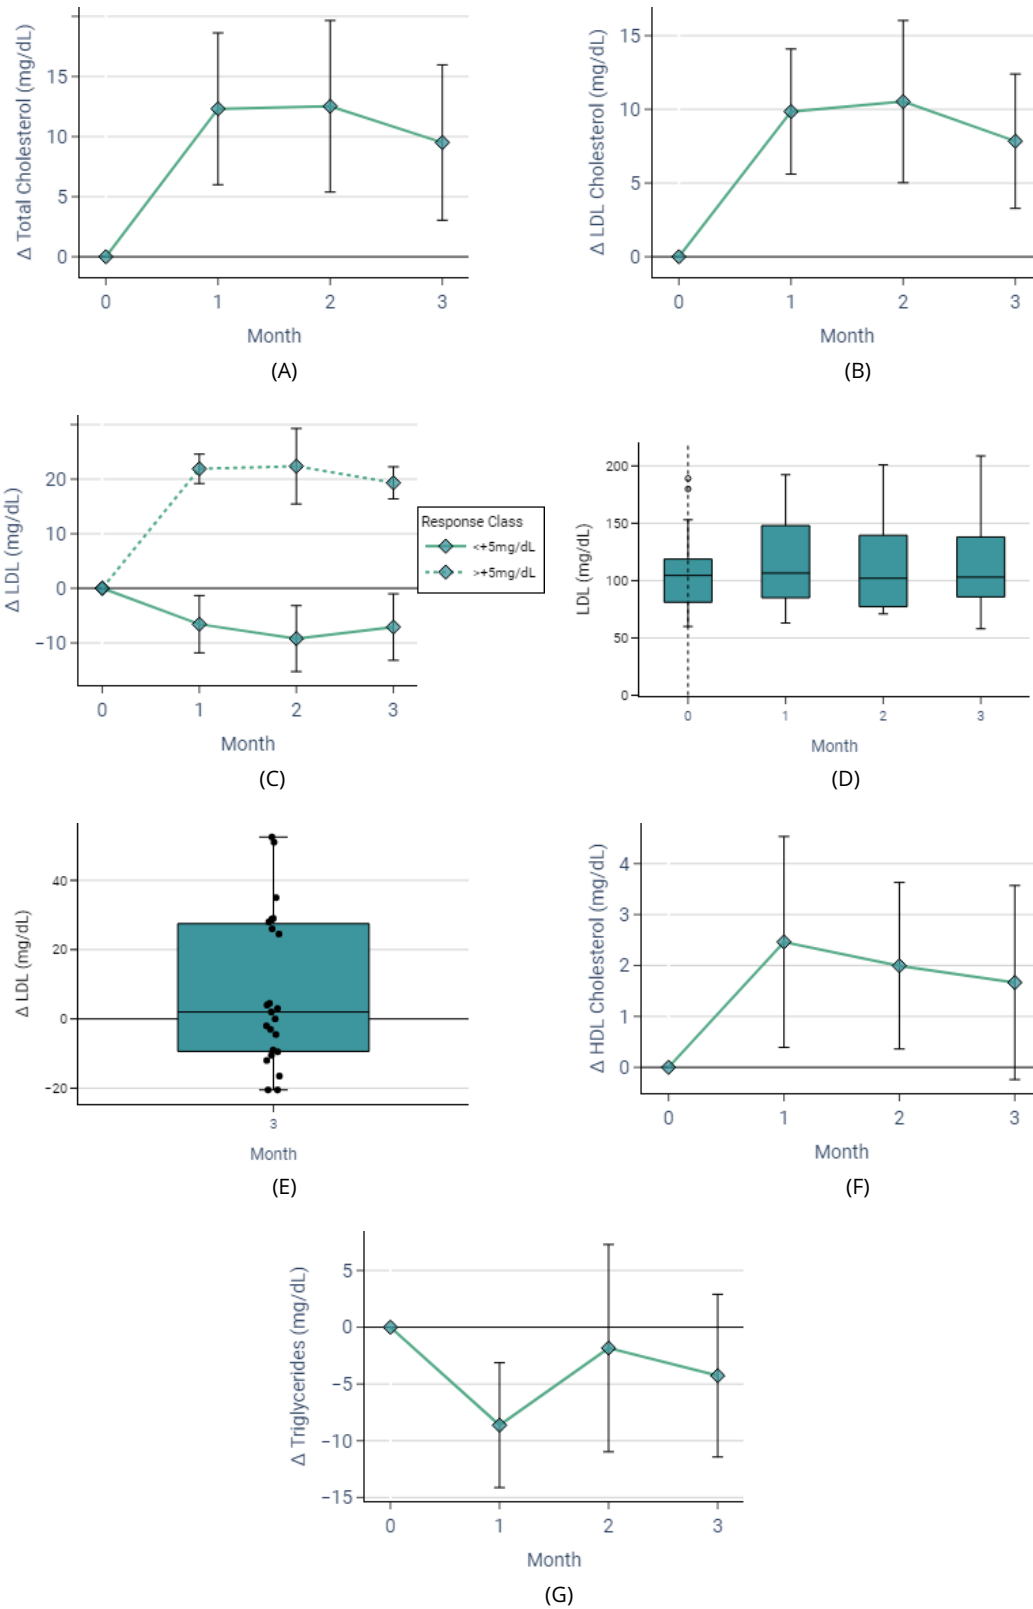 Δ Total Cholesterol (mg/dL)
15
10
5
0
0 1 2 3
Month
(A)
Δ LDL Cholesterol (mg/dL)
15
10
5
0
0 1 2 3
Month
(B)
Δ LDL (mg/dL)
20
10
0
−10
0 1 2 3
Month
Response Class
<+5mg/dL
>+5mg/dL
(C)
LDL (mg/dL)
200
150
100
50
0
0 1 2 3
Month
(D)
Δ LDL (mg/dL)
40
20
0
−20
3
Month
(E)
Δ HDL Cholesterol (mg/dL)
4
3
2
1
0
0 1 2 3
Month
(F)
Δ Triglycerides (mg/dL)
5
0
−5
−10
−15
0 1 2 3
Month
(G)